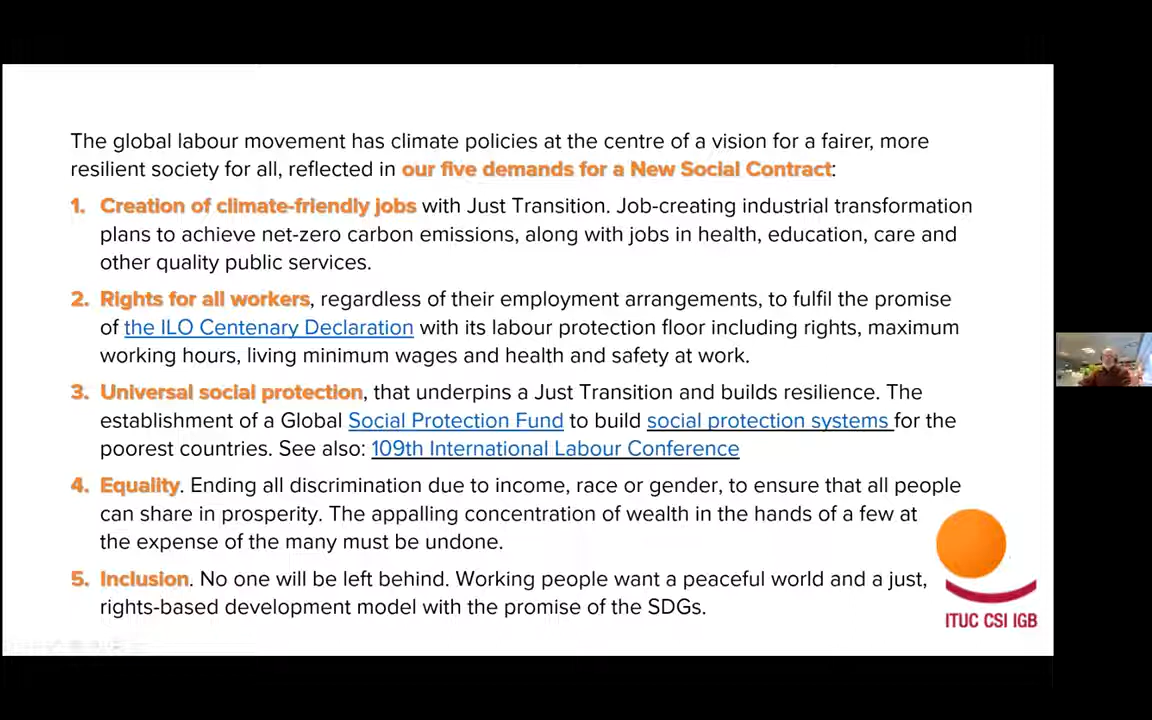 The global labour movement has climate policies at the centre of a vision for a fairer, more
resilient society for all, reflected in our five demands for a New Social Contract:
1. Creation of climate-friendly jobs with Just Transition. Job-creating industrial transformation
plans to achieve net-zero carbon emissions, along with jobs in health, education, care and
other quality public services.
2. Rights for all workers, regardless of their employment arrangements, to fulfil the promise
of the ILO Centenary Declaration with its labour protection floor including rights, maximum
working hours, living minimum wages and health and safety at work.
3. Universal social protection, that underpins a Just Transition and builds resilience. The
establishment of a Global Social Protection Fund to build social protection systems for the
poorest countries. See also: 109th International Labour Conference
4. Equality. Ending all discrimination due to income, race or gender, to ensure that all people
can share in prosperity. The appalling concentration of wealth in the hands of a few at
the expense of the many must be undone.
5. Inclusion. No one will be left behind. Working people want a peaceful world and a just,
rights-based development model with the promise of the SDGs.
ITUC CSI IGB